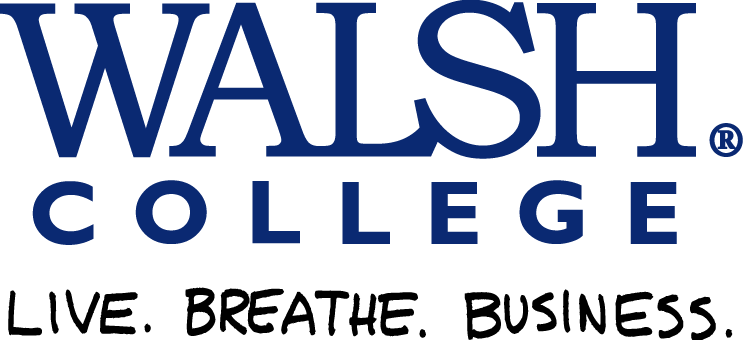 WALSH®
COLLEGE
LIVE. BREATHE. BUSINESS.